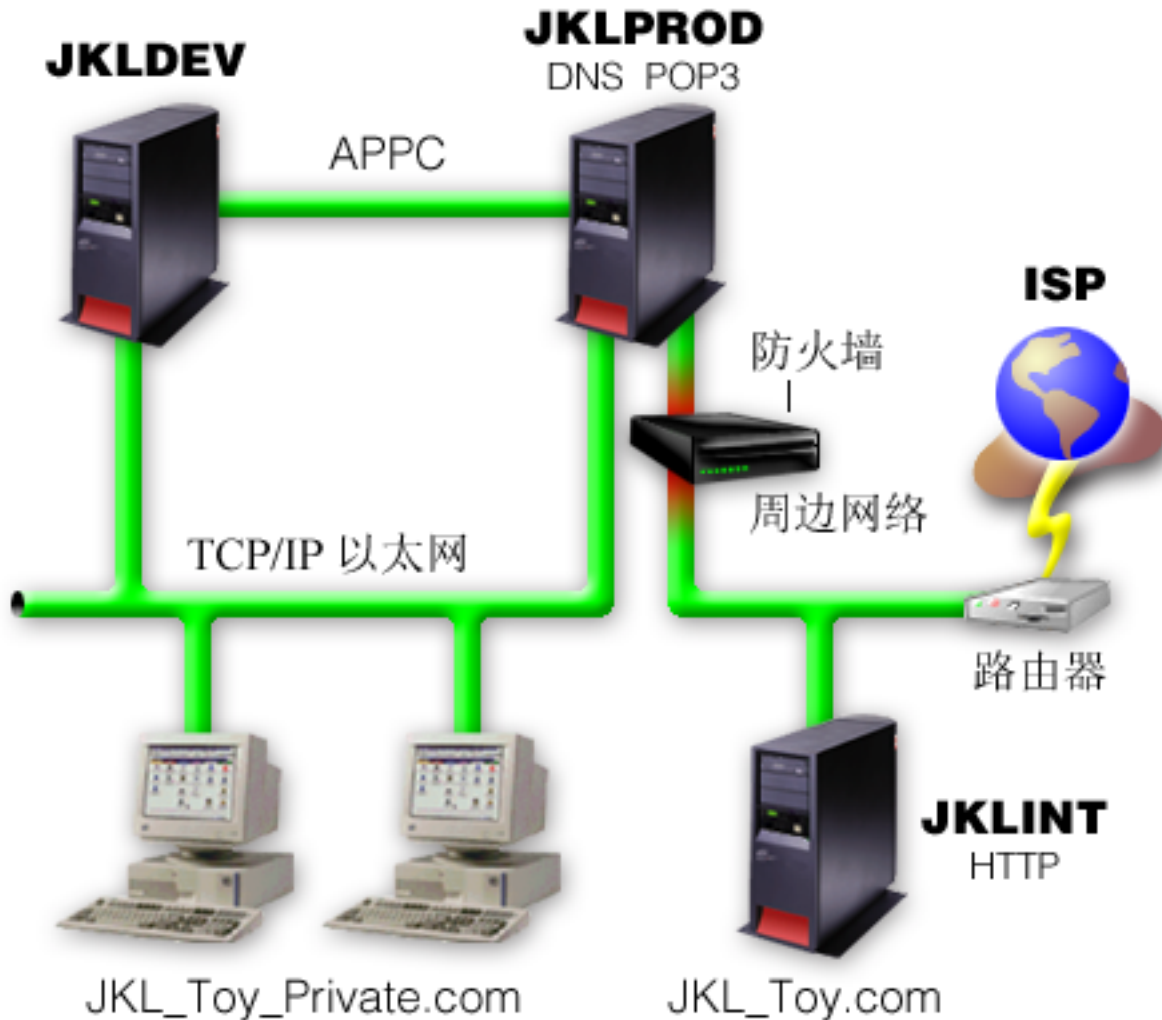 JKLDEV
JKLPROD
DNS POP3
APPC
ISP
防火墙
周边网络
TCP/IP 以太网
路由器
JKLINT
HTTP
JKL_Toy_Private.com
JKL_Toy.com